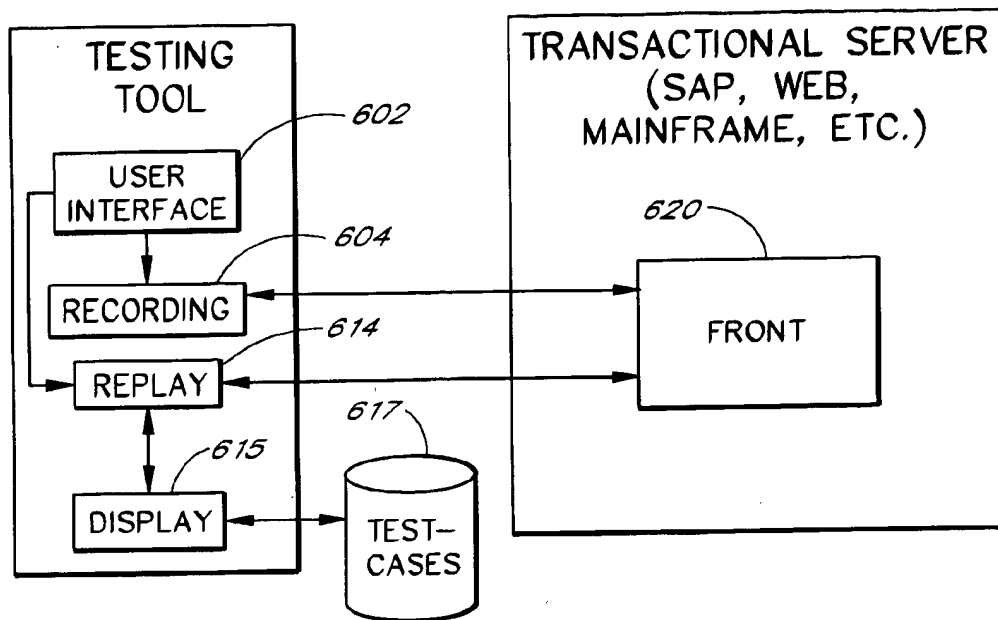 TESTING
TOOL
602
USER
INTERFACE
604
RECORDING
614
REPLAY
615
DISPLAY
617
TEST-
CASES
TRANSACTIONAL SERVER
(SAP, WEB,
MAINFRAME, ETC.)
620
FRONT